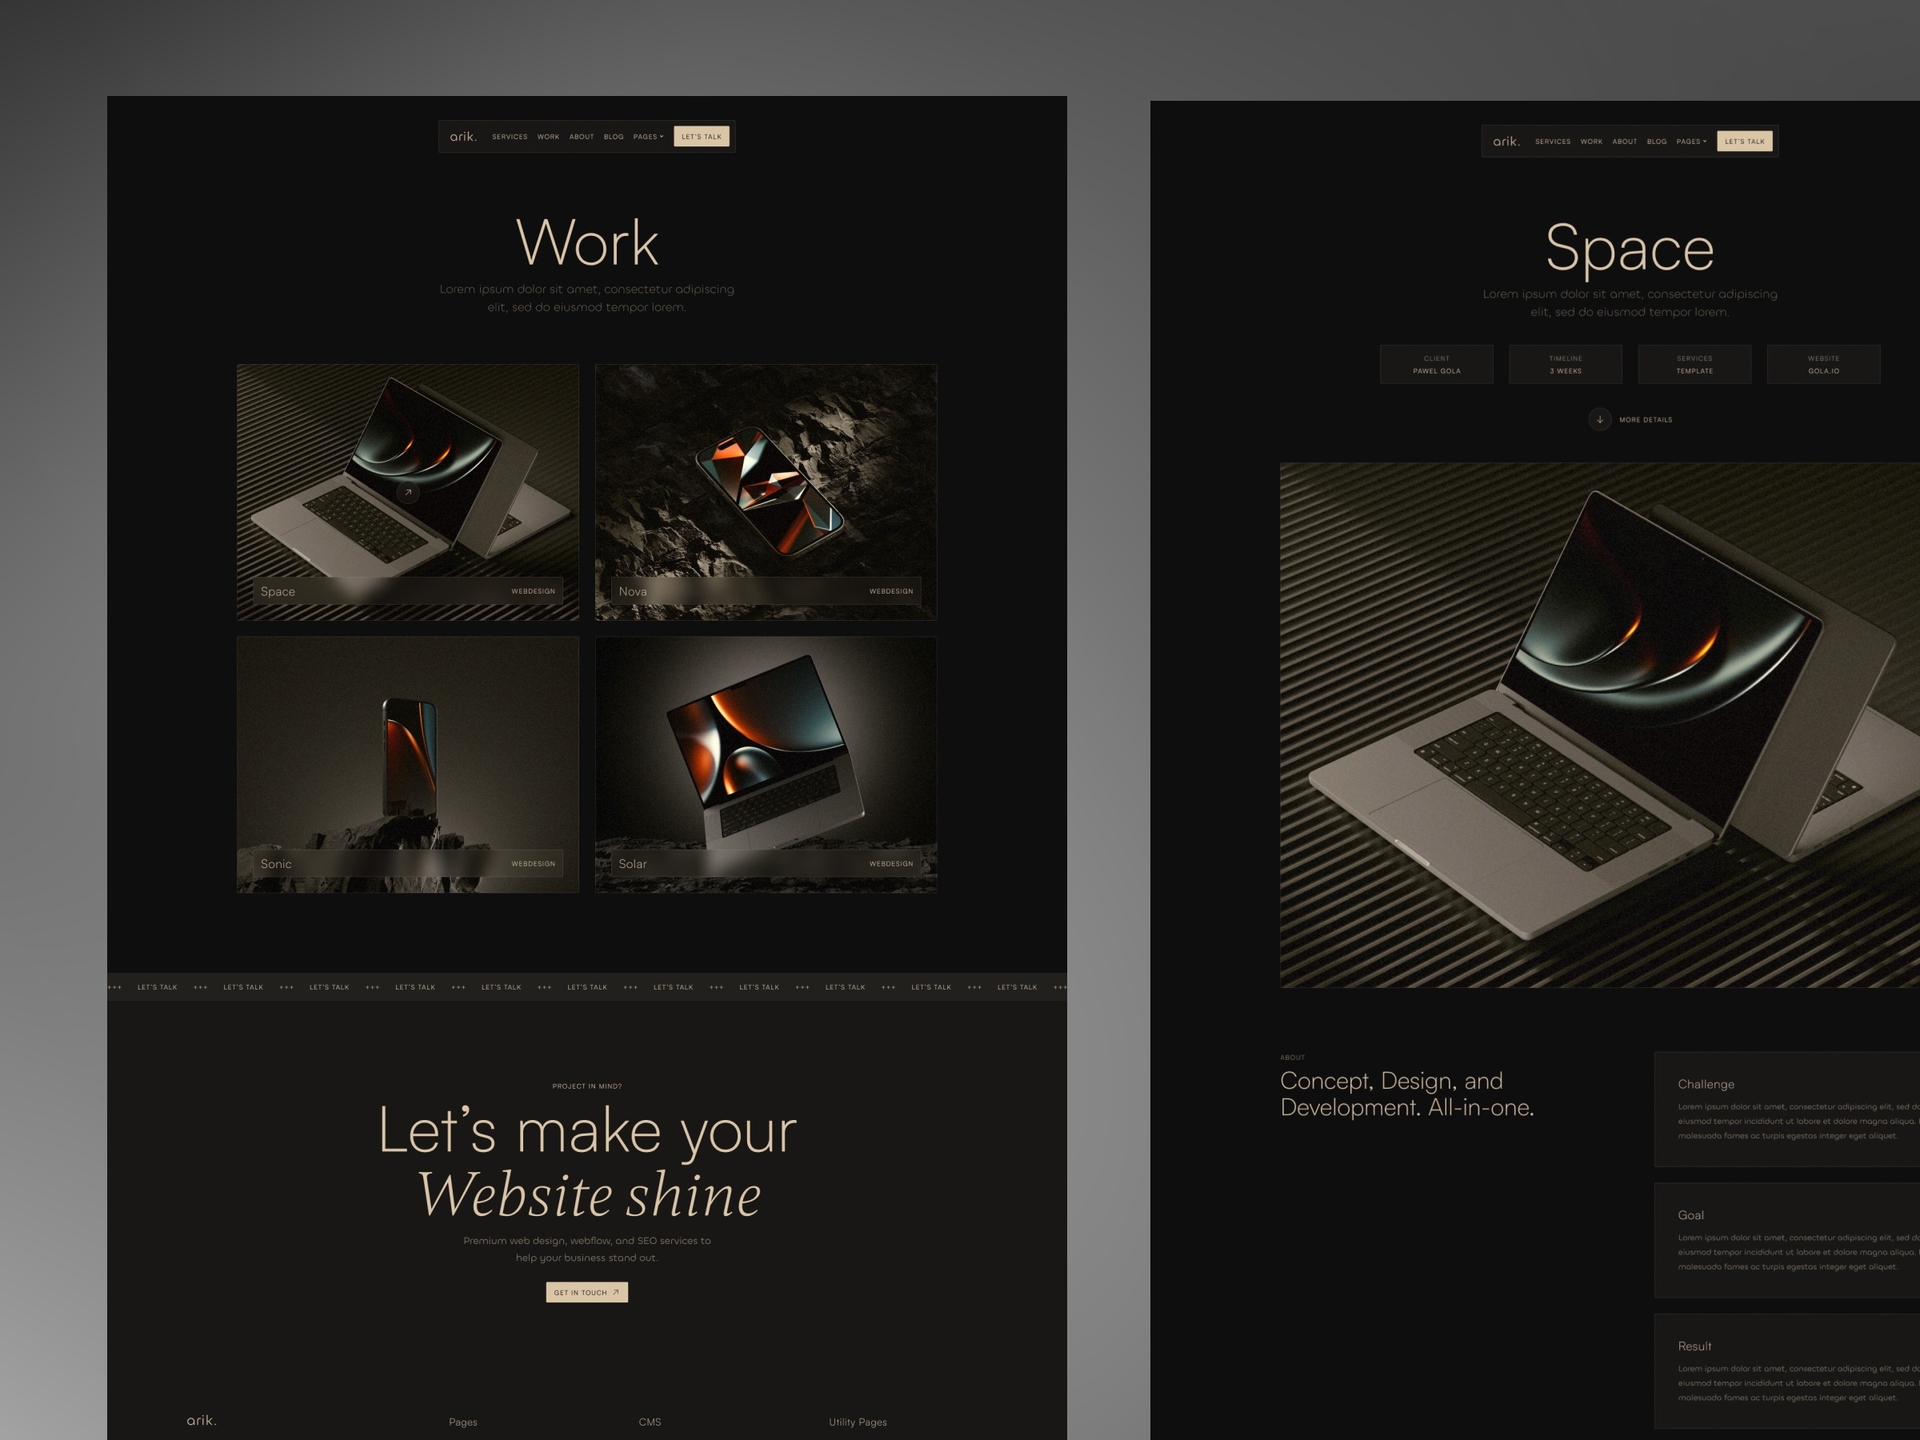 arik. SERVICES WORK ABOUT BLOG PAGES LET'S TALK
Work
Lorem ipsum dolor sit amet, consectetur adipiscing
elit, sed do eiusmod tempor lorem.
Space WEBDESIGN
Nova WEBDESIGN
Sonic WEBDESIGN
Solar WEBDESIGN
+++ LET'S TALK +++ LET'S TALK +++ LET'S TALK +++ LET'S TALK +++ LET'S TALK +++ LET'S TALK +++ LET'S TALK +++ LET'S TALK +++ LET'S TALK +++ LET'S TALK +++ LET'S TALK +++
PROJECT IN MIND?
Let’s make your
Website shine
Premium web design, webflow, and SEO services to
help your business stand out.
GET IN TOUCH
arik. Pages CMS Utility Pages
arik. SERVICES WORK ABOUT BLOG PAGES LET'S TALK
Space
Lorem ipsum dolor sit amet, consectetur adipiscing
elit, sed do eiusmod tempor lorem.
CLIENT TIMELINE SERVICES WEBSITE
PAWEL GOLA 3 WEEKS TEMPLATE GOLA.IO
MORE DETAILS
ABOUT
Concept, Design, and
Development. All-in-one.
Challenge
Lorem ipsum dolor sit amet, consectetur adipiscing elit, sed do
eiusmod tempor incididunt ut labore et dolore magna aliqua.
malesuada fames ac turpis egestas integer eget aliquet.
Goal
Lorem ipsum dolor sit amet, consectetur adipiscing elit, sed do
eiusmod tempor incididunt ut labore et dolore magna aliqua.
malesuada fames ac turpis egestas integer eget aliquet.
Result
Lorem ipsum dolor sit amet, consectetur adipiscing elit, sed do
eiusmod tempor incididunt ut labore et dolore magna aliqua.
malesuada fames ac turpis egestas integer eget aliquet.